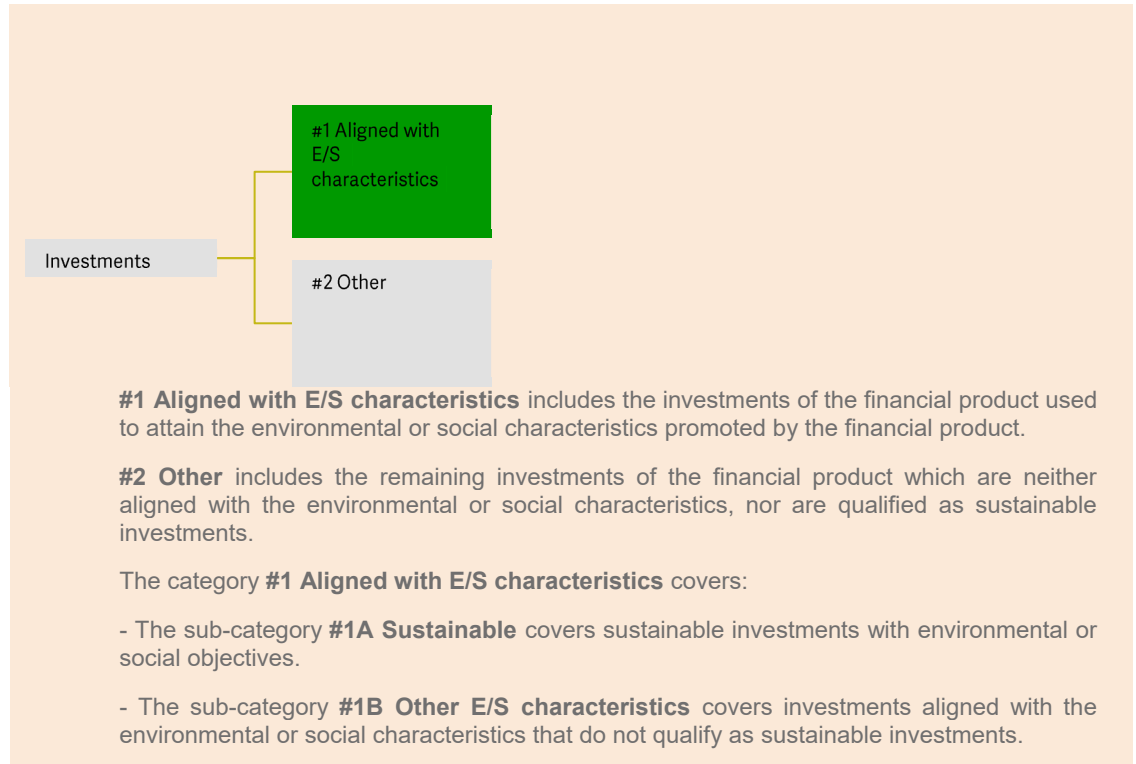 #1 Aligned with
E/S
characteristics
Investments
#2 Other
#1 Aligned with E/S characteristics includes the investments of the financial product used
to attain the environmental or social characteristics promoted by the financial product.
#2 Other includes the remaining investments of the financial product which are neither
aligned with the environmental or social characteristics, nor are qualified as sustainable
investments.
The category #1 Aligned with E/S characteristics covers:
- The sub-category #1A Sustainable covers sustainable investments with environmental or
social objectives.
- The sub-category #1B Other E/S characteristics covers investments aligned with the
environmental or social characteristics that do not qualify as sustainable investments.